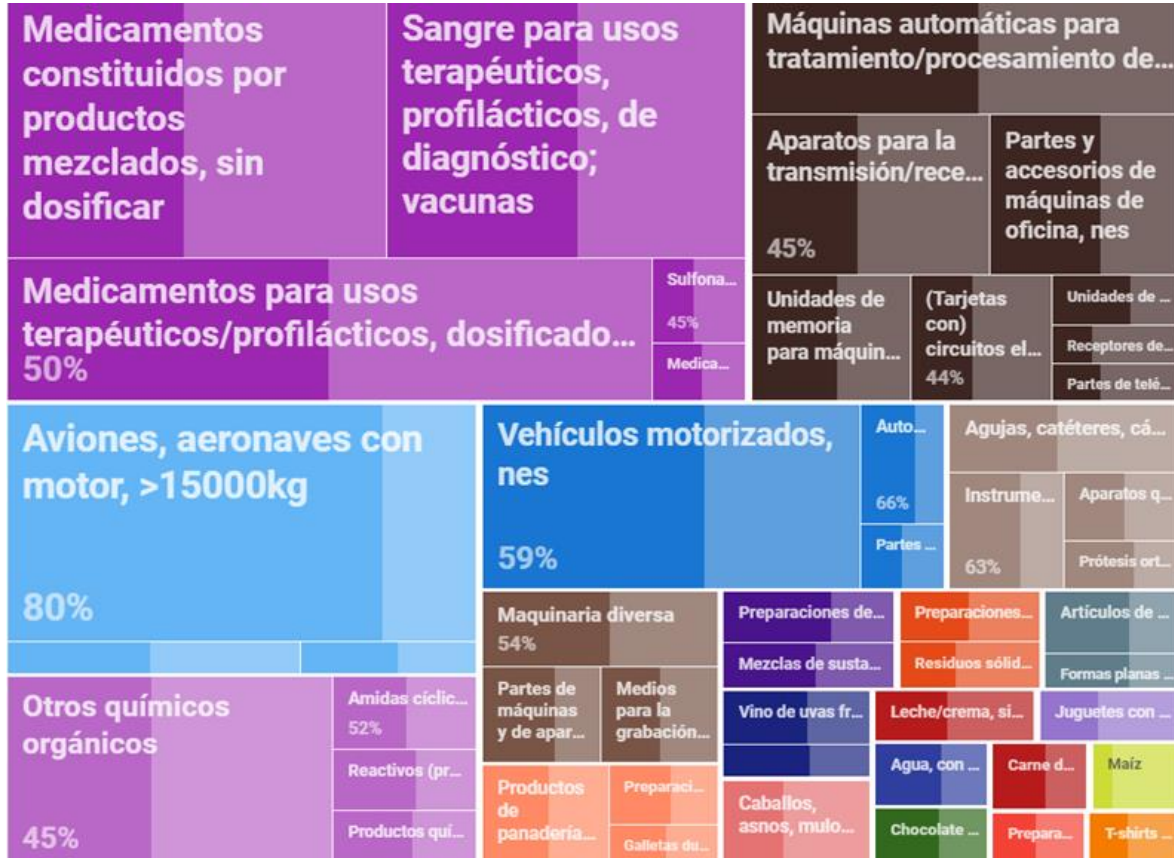 Medicamentos
constituidos por
productos
mezclados, sin
dosificar
Sangre para usos
terapéuticos,
profilácticos, de
diagnóstico;
vacunas
Medicamentos para usos
terapéuticos/profilácticos, dosificado...
50%
Sulfona...
45%
Medica...
Máquinas automáticas para
tratamiento/procesamiento de...
Aparatos para la
transmisión/rece...
45%
Partes y
accesorios de
máquinas de
oficina, nes
Unidades de
memoria
para máquin...
(Tarjetas
con)
circuitos el...
44%
Unidades de ...
Receptores de...
Partes de telé...
Aviones, aeronaves con
motor, >15000kg
80%
Vehículos motorizados,
nes
59%
Auto...
66%
Partes ...
Agujas, catéteres, cá...
Instrume...
63%
Aparatos q...
Prótesis ort...
Otros químicos
orgánicos
45%
Amidas cíclic...
52%
Reactivos (pr...
Productos quí...
Maquinaria diversa
54%
Partes de
máquinas
y de apar...
Medios
para la
grabación...
Productos
de
panadería...
Preparaci...
Galletas du...
Preparaciones de...
Mezclas de susta...
Preparaciones...
Residuos sólid...
Artículos de ...
Formas planas ...
Vino de uvas fr...
Leche/crema, si...
Juguetes con ...
Caballos,
asnos, mulo...
Agua, con ...
Carne d...
Maíz
Chocolate ...
Prepara...
T-shirts ...